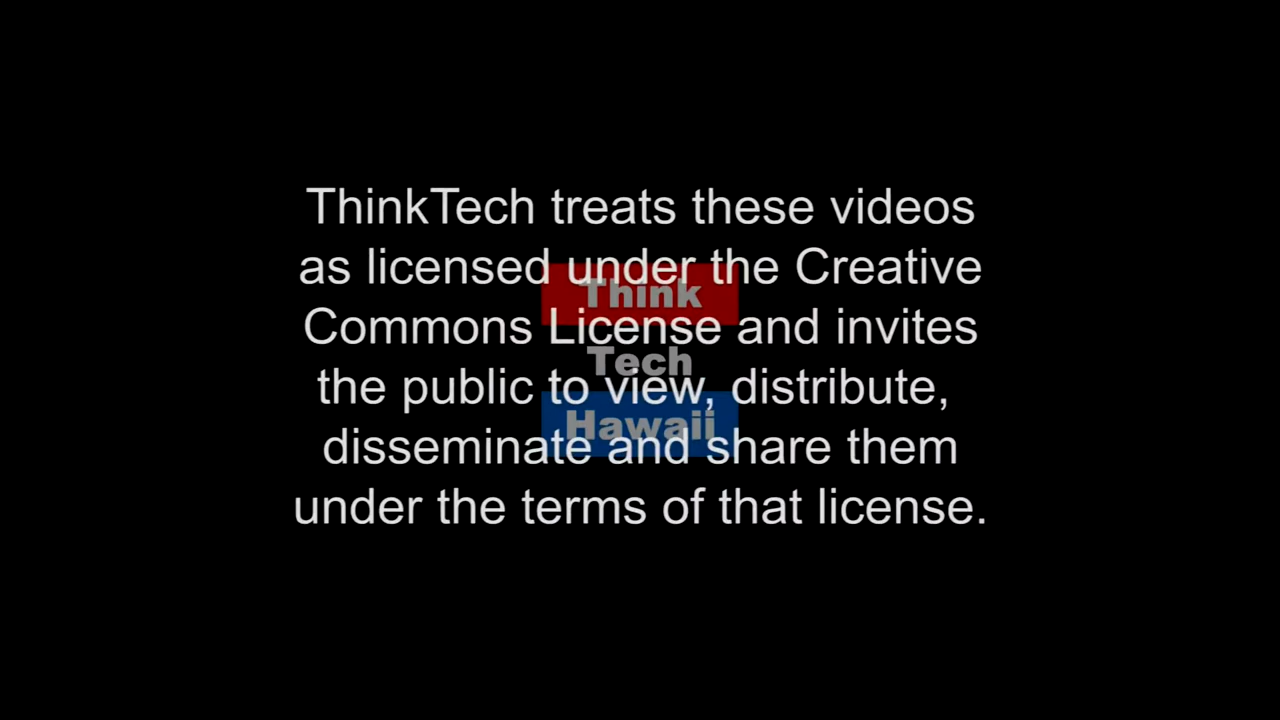 ThinkTech treats these videos
as licensed under the Creative
Think
Commons License and invites
Tech
the public to view, distribute,
Hawaii
disseminate and share them
under the terms of that license.